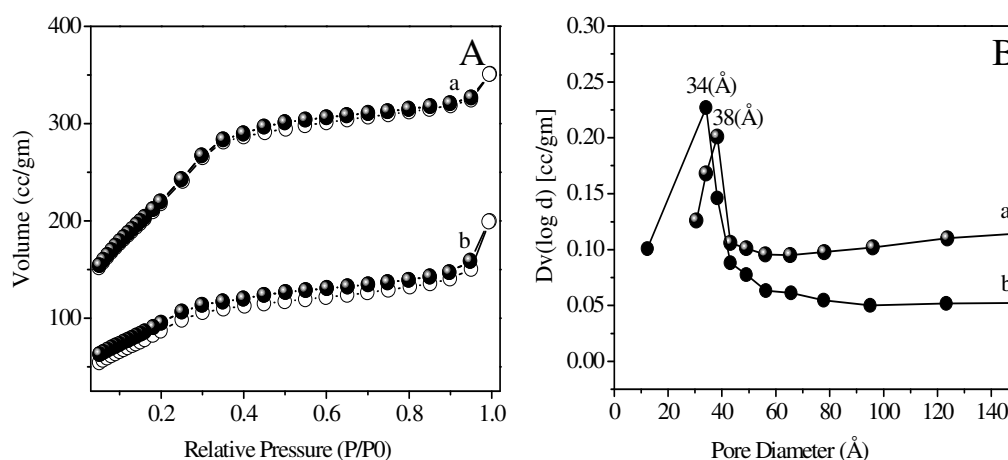 A
400
300
200
100
Volume (cc/gm)
a
b
0.2 0.4 0.6 0.8 1.0
Relative Pressure (P/P0)
B
0.30
0.25
0.20
0.15
0.10
0.05
0.00
Dv(log d) [cc/gm]
34(Å)
38(Å)
a
b
0 20 40 60 80 100 120 140
Pore Diameter (Å)